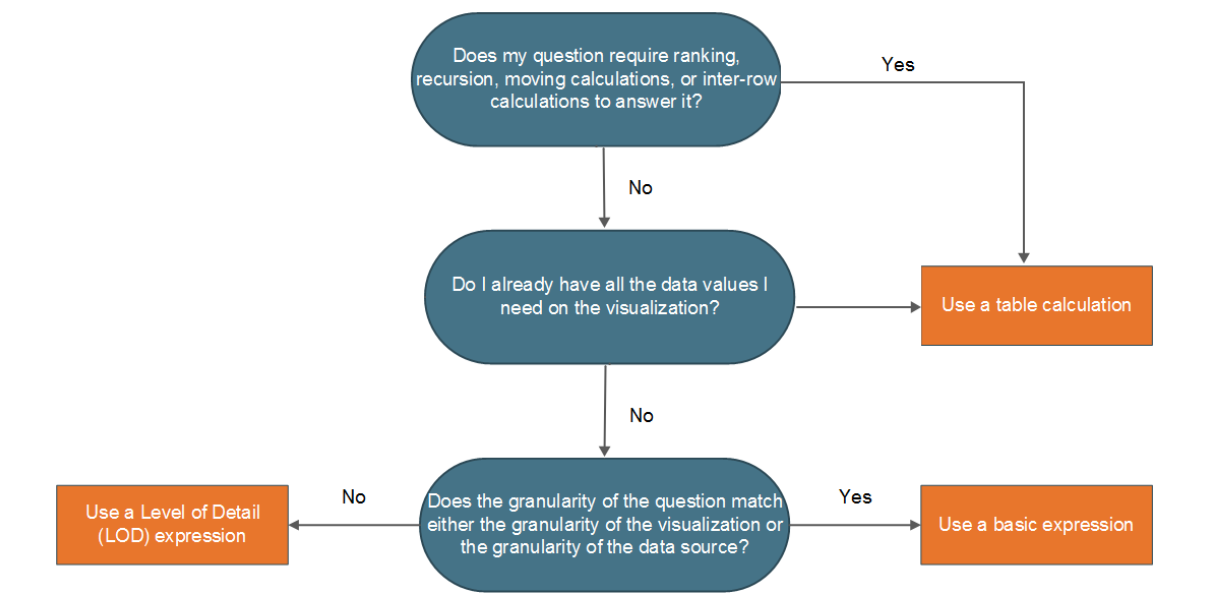 Does my question require ranking,
recursion, moving calculations, or inter-row
calculations to answer it?
Yes
No
Do I already have all the data values I
need on the visualization?
Use a table calculation
No
Does the granularity of the question match
either the granularity of the visualization or
the granularity of the data source?
No
Use a Level of Detail
(LOD) expression
Yes
Use a basic expression